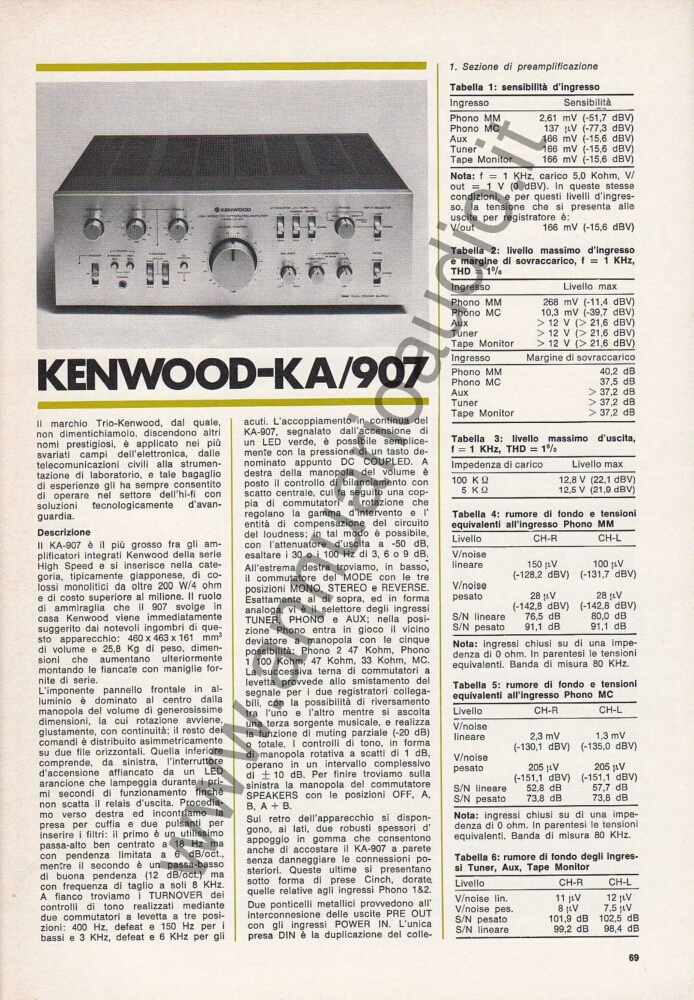 KENWOOD
KENWOOD-KA/907
Il marchio Trio-Kenwood, dal quale,
non dimentichiamolo, discendono altri
nomi prestigiosi, è applicato nei più
svariati campi dell'elettronica, dalle
telecomunicazioni civili alla strumen-
tazione di laboratorio, e tale bagaglio
di esperienze gli ha sempre consentito
di operare nel settore dell'hi-fi con
soluzioni tecnologicamente d'avan-
guardia.
Descrizione
Il KA-907 è il più grosso fra gli am-
plificatori integrati Kenwood della serie
High Speed e si inserisce nella cate-
goria, tipicamente giapponese, di co-
lossi monolitici da oltre 200 W/4 ohm
e di costo superiore al milione. Il ruolo
di ammiraglia che il 907 svolge in
casa Kenwood viene immediatamente
suggerito dai notevoli ingombri di que-
sto apparecchio: 460 x 463 x 161 mm³
di volume e 25,8 Kg di peso, dimen-
sioni che aumentano ulteriormente
montando le fiancate con maniglie for-
nite di serie.
L'imponente pannello frontale in al-
luminio è dominato al centro dalla
manopola del volume di generosissime
dimensioni, la cui rotazione avviene,
giustamente, con continuità; il resto dei
comandi è distribuito asimmetricamente
su due file orizzontali. Quella inferiore
comprende, da sinistra, l'interruttore
d'accensione affiancato da un LED
arancione che lampeggia durante i pri-
mi secondi di funzionamento finché
non scatta il relais d'uscita. Procedia-
mo verso destra ed incontriamo la
presa per cuffia e due pulsanti per
inserire i filtri: il primo è un utilissimo
passa-alto ben centrato a 18 Hz ma
con pendenza limitata a 6 dB/oct.,
mentre il secondo è un passa-basso
di buona pendenza (12 dB/oct.) ma
con frequenza di taglio a soli 8 KHz.
A fianco troviamo i TURNOVER dei
controlli di tono realizzati mediante
due commutatori a levetta a tre posi-
zioni: 400 Hz, defeat e 150 Hz per i
bassi e 3 KHz, defeat e 6 KHz per gli
acuti. L'accoppiamento in continua del
KA-907, segnalato dall'accensione di
un LED verde, è possibile semplice-
mente con la pressione di un tasto de-
nominato appunto DC COUPLED. A
destra della manopola del volume è
posto il controllo di bilanciamento con
scatto centrale, cui fa seguito una cop-
pia di commutatori a rotazione che
regolano la gamma d'intervento e l'
entità di compensazione del circuito
del loudness; in tal modo è possibile,
con l'attenuatore d'uscita a -50 dB,
esaltare i 30 o i 100 Hz di 3, 6 o 9 dB.
All'estrema destra troviamo, in basso,
il commutatore del MODE con le tre
posizioni MONO, STEREO e REVERSE.
Esattamente al di sopra, ed in forma
analoga, vi è il selettore degli ingressi
TUNER, PHONO e AUX; nella posi-
zione Phono entra in gioco il vicino
deviatore a manopola con le cinque
possibilità: Phono 2 47 Kohm, Phono
1 100 Kohm, 47 Kohm, 33 Kohm, MC.
La successiva terna di commutatori a
levetta provvede allo smistamento del
segnale per i due registratori collega-
bili, con la possibilità di riversamento
tra l'uno e l'altro mentre si ascolta
una terza sorgente musicale, e realizza
la funzione di muting parziale (-20 dB)
o totale. I controlli di tono, in forma
di manopola rotativa a scatti di 1 dB,
operano in un intervallo complessivo
di ± 10 dB. Per finire troviamo sulla
sinistra la manopola del commutatore
SPEAKERS con le posizioni OFF, A,
B, A + B.
Sul retro dell'apparecchio si dispon-
gono, ai lati, due robusti spessori d'
appoggio in gomma che consentono
anche di accostare il KA-907 a parete
senza danneggiare le connessioni po-
steriori. Queste ultime si presentano
sotto forma di prese Cinch, dorate
quelle relative agli ingressi Phono 1&2.
Due ponticelli metallici provvedono all'
interconnesione delle uscite PRE OUT
con gli ingressi POWER IN. L'unica
presa DIN è la duplicazione del colle-
1. Sezione di preamplificazione
Tabella 1: sensibilità d'ingresso
Ingresso Sensibilità
Phono MM 2,61 mV (-51,7 dBV)
Phono MC 137 µV (-77,3 dBV)
Aux 166 mV (-15,6 dBV)
Tuner 166 mV (-15,6 dBV)
Tape Monitor 166 mV (-15,6 dBV)
Nota: f = 1 KHz, carico 5,0 Kohm, V/
out = 1 V (0 dBV). In queste stesse
condizioni, e per questi livelli d'ingres-
so, la tensione che si presenta alle
uscite per registratore è:
V/out 166 mV (-15,6 dBV)
Tabella 2: livello massimo d'ingresso
e margine di sovraccarico, f = 1 KHz,
THD = 1%
Ingresso Livello max
Phono MM 268 mV (-11,4 dBV)
Phono MC 10,3 mV (-39,7 dBV)
Aux > 12 V (> 21,6 dBV)
Tuner > 12 V (> 21,6 dBV)
Tape Monitor > 12 V (> 21,6 dBV)
Ingresso Margine di sovraccarico
Phono MM 40,2 dB
Phono MC 37,5 dB
Aux > 37,2 dB
Tuner > 37,2 dB
Tape Monitor > 37,2 dB
Tabella 3: livello massimo d'uscita,
f = 1 KHz, THD = 1%
Impedenza di carico Livello max
100 K Ω 12,8 V (22,1 dBV)
5 K Ω 12,5 V (21,9 dBV)
Tabella 4: rumore di fondo e tensioni
equivalenti all'ingresso Phono MM
Livello CH-R CH-L
V/noise
lineare 150 µV 100 µV
(-128,2 dBV) (-131,7 dBV)
V/noise
pesato 28 µV 28 µV
(-142,8 dBV) (-142,8 dBV)
S/N lineare 76,5 dB 80,0 dB
S/N pesato 91,1 dB 91,1 dB
Nota: ingressi chiusi su di una impe-
denza di 0 ohm. In parentesi le tensioni
equivalenti. Banda di misura 80 KHz.
Tabella 5: rumore di fondo e tensioni
equivalenti all'ingresso Phono MC
Livello CH-R CH-L
V/noise
lineare 2,3 mV 1,3 mV
(-130,1 dBV) (-135,0 dBV)
V/noise
pesato 205 µV 205 µV
(-151,1 dBV) (-151,1 dBV)
S/N lineare 52,8 dB 57,7 dB
S/N pesato 73,8 dB 73,8 dB
Nota: ingressi chiusi su di una impe-
denza di 0 ohm. In parentesi le tensioni
equivalenti. Banda di misura 80 KHz.
Tabella 6: rumore di fondo degli ingres-
si Tuner, Aux, Tape Monitor
Livello CH-R CH-L
V/noise lin. 11 µV 12 µV
V/noise pes. 8 µV 7,5 µV
S/N pesato 101,9 dB 102,5 dB
S/N lineare 99,2 dB 98,4 dB
69